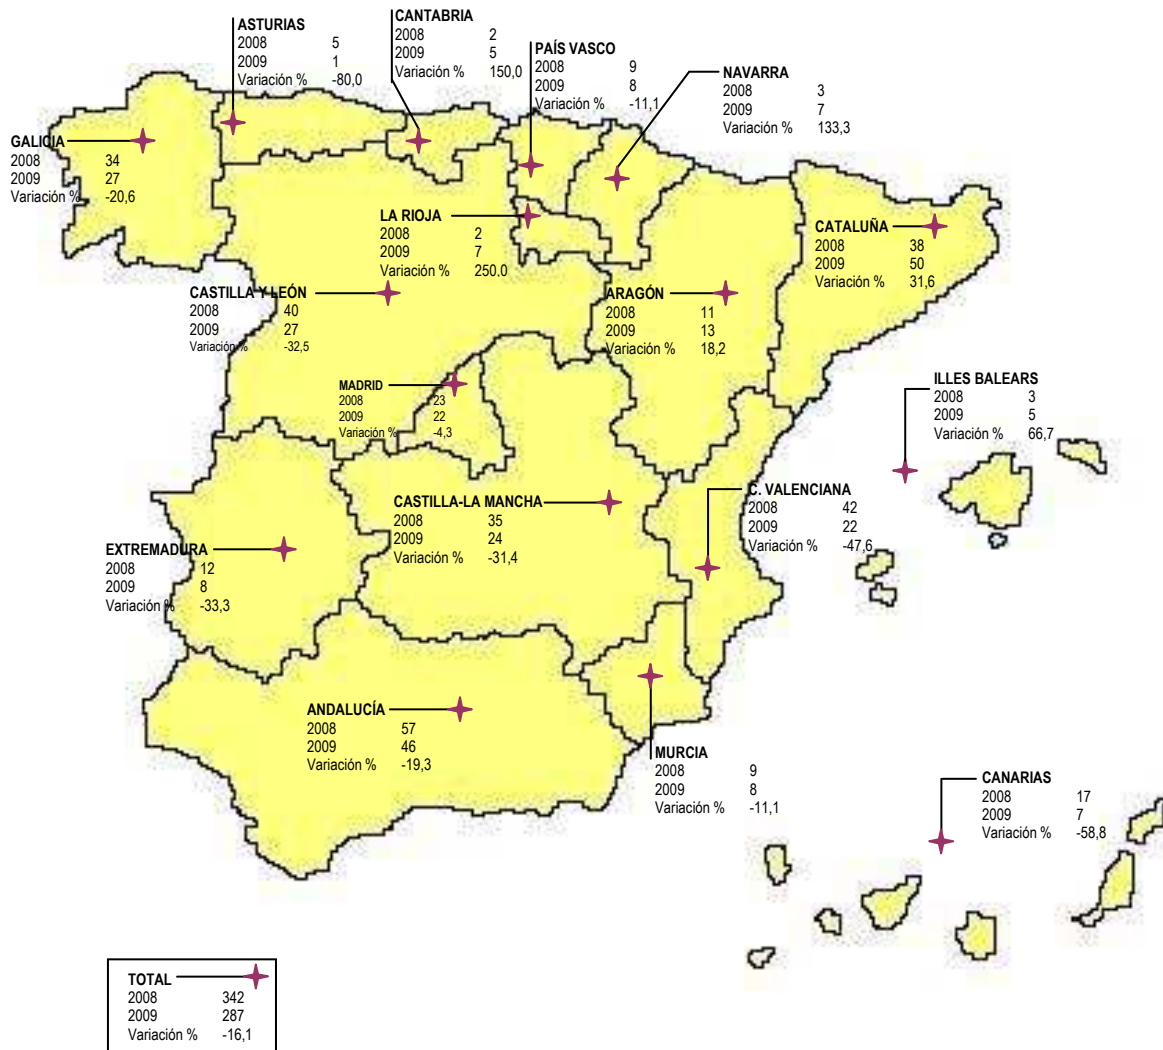 ASTURIAS
2008 5
2009 1
Variación % -80,0
CANTABRIA
2008 2
2009 5
Variación % 150,0
PAÍS VASCO
2008 9
2009 8
Variación % -11,1
NAVARRA
2008 3
2009 7
Variación % 133,3
GALICIA
2008 34
2009 27
Variación % -20,6
LA RIOJA
2008 2
2009 7
Variación % 250.0
CATALUÑA
2008 38
2009 50
Variación % 31,6
CASTILLA Y LEÓN
2008 40
2009 27
Variación % -32,5
ARAGÓN
2008 11
2009 13
Variación % 18,2
MADRID
2008 23
2009 22
Variación % -4,3
ILLES BALEARS
2008 3
2009 5
Variación % 66,7
CASTILLA-LA MANCHA
2008 35
2009 24
Variación % -31,4
C. VALENCIANA
2008 42
2009 22
Variación % -47,6
EXTREMADURA
2008 12
2009 8
Variación % -33,3
ANDALUCÍA
2008 57
2009 46
Variación % -19,3
MURCIA
2008 9
2009 8
Variación % -11,1
CANARIAS
2008 17
2009 7
Variación % -58,8
TOTAL
2008 342
2009 287
Variación % -16,1